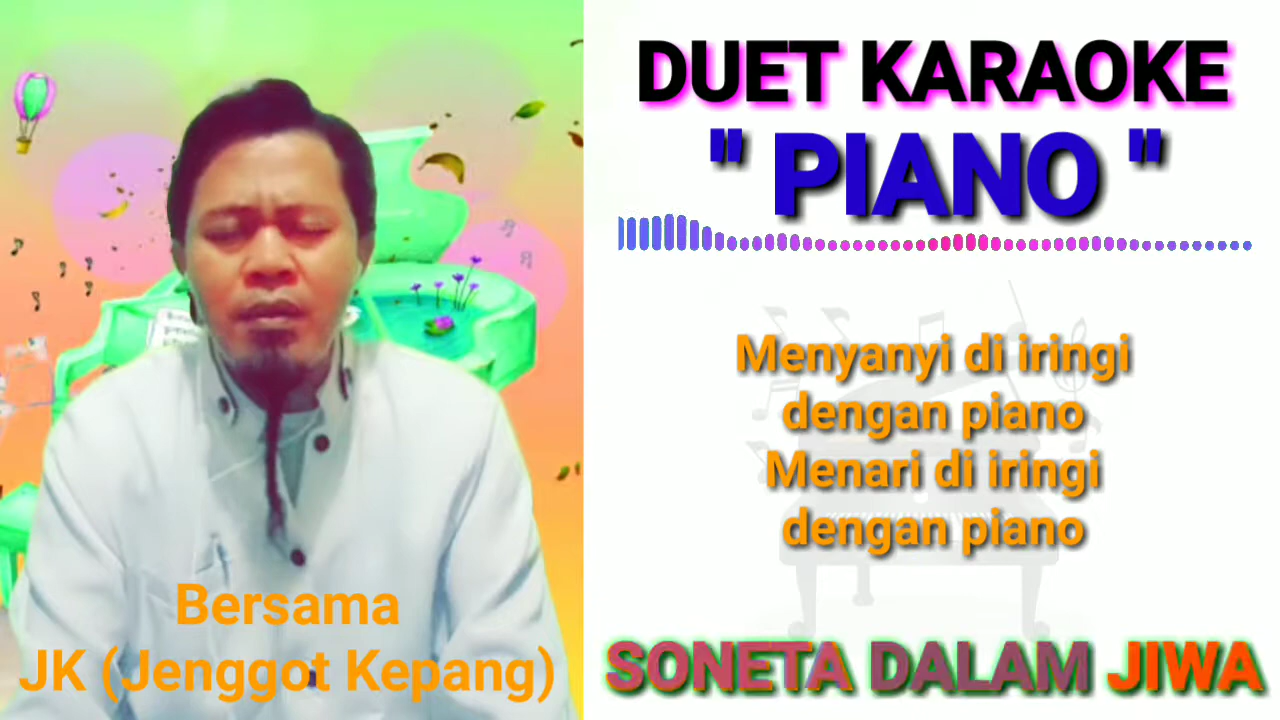 DUET KARAOKE
" PIANO "
Menyanyi di iringi
dengan piano
Menari di iringi
dengan piano
Bersama
JK (Jenggot Kepang)
SONETA DALAM JIWA